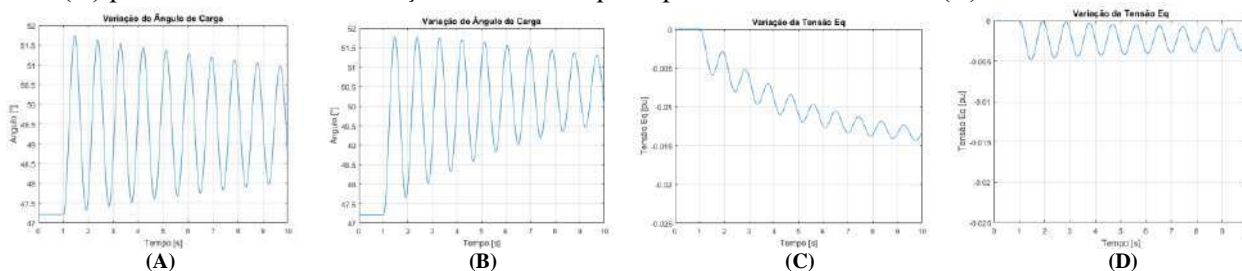 Variação do Ângulo de Carga
Ângulo [°]
52
51.5
51
50.5
50
49.5
49
48.5
48
47.5
47
0 1 2 3 4 5 6 7 8 9 10
Tempo [s]
(A)
Variação do Ângulo de Carga
Ângulo [°]
52
51.5
51
50.5
50
49.5
49
48.5
48
47.5
47
0 1 2 3 4 5 6 7 8 9 10
Tempo [s]
(B)
Variação da Tensão Eq
Tensão Eq [pu]
0
-0.005
-0.01
-0.015
-0.02
-0.025
0 1 2 3 4 5 6 7 8 9 10
Tempo [s]
(C)
Variação da Tensão Eq
Tensão Eq [pu]
0
-0.005
-0.01
-0.015
-0.02
-0.025
0 1 2 3 4 5 6 7 8 9
Tempo [s]
(D)